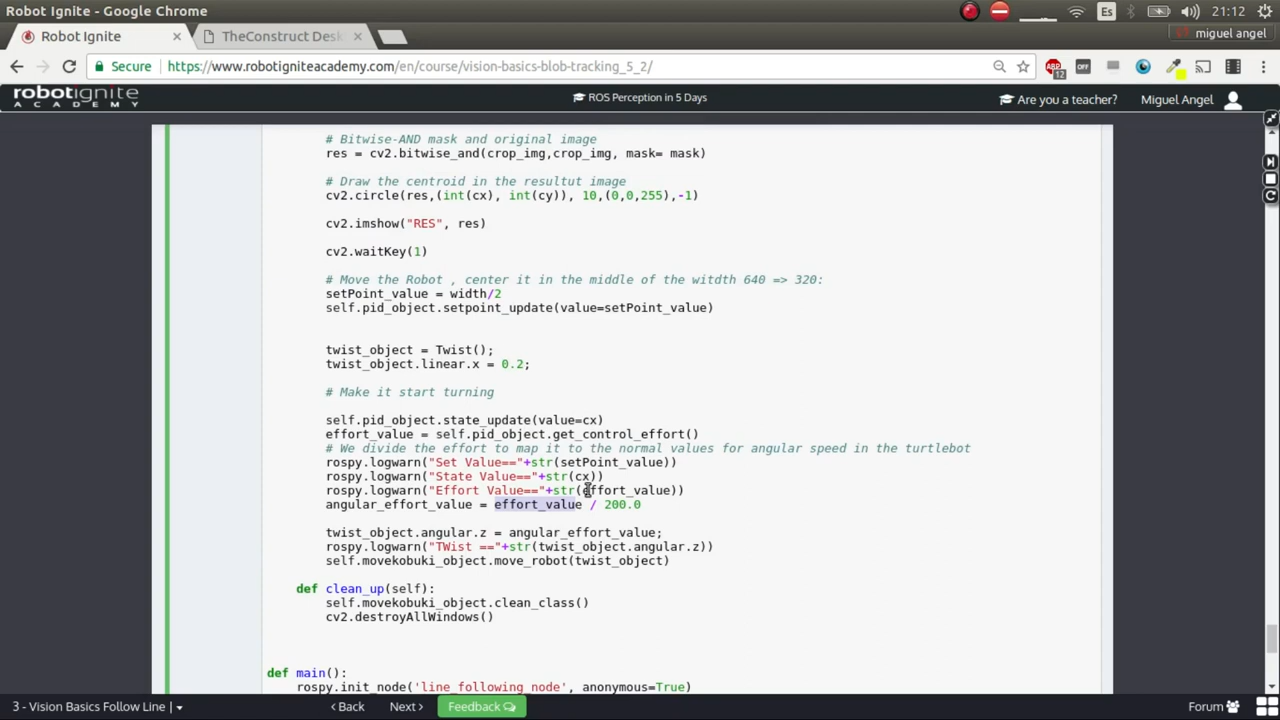 Robot Ignite - Google Chrome
Es
21:12
Robot Ignite
TheConstruct Desk
miguel angel
Secure
https://www.robotigniteacademy.com/en/course/vision-basics-blob-tracking_5_2/
12
OFF
robotignite
ACADEMY
ROS Perception in 5 Days
Are you a teacher?
Miguel Angel
# Bitwise-AND mask and original image
res = cv2.bitwise_and(crop_img,crop_img, mask= mask)
# Draw the centroid in the resultut image
cv2.circle(res,(int(cx), int(cy)), 10,(0,0,255),-1)
cv2.imshow("RES", res)
cv2.waitKey(1)
# Move the Robot , center it in the middle of the witdth 640 => 320:
setPoint_value = width/2
self.pid_object.setpoint_update(value=setPoint_value)
twist_object = Twist();
twist_object.linear.x = 0.2;
# Make it start turning
self.pid_object.state_update(value=cx)
effort_value = self.pid_object.get_control_effort()
# We divide the effort to map it to the normal values for angular speed in the turtlebot
rospy.logwarn("Set Value=="+str(setPoint_value))
rospy.logwarn("State Value=="+str(cx))
rospy.logwarn("Effort Value=="+str(effort_value))
angular_effort_value = effort_value / 200.0
twist_object.angular.z = angular_effort_value;
rospy.logwarn("TWist =="+str(twist_object.angular.z))
self.movekobuki_object.move_robot(twist_object)
def clean_up(self):
self.movekobuki_object.clean_class()
cv2.destroyAllWindows()
def main():
rospy.init_node('line_following_node', anonymous=True)
3 - Vision Basics Follow Line |
Back
Next
Feedback
Forum